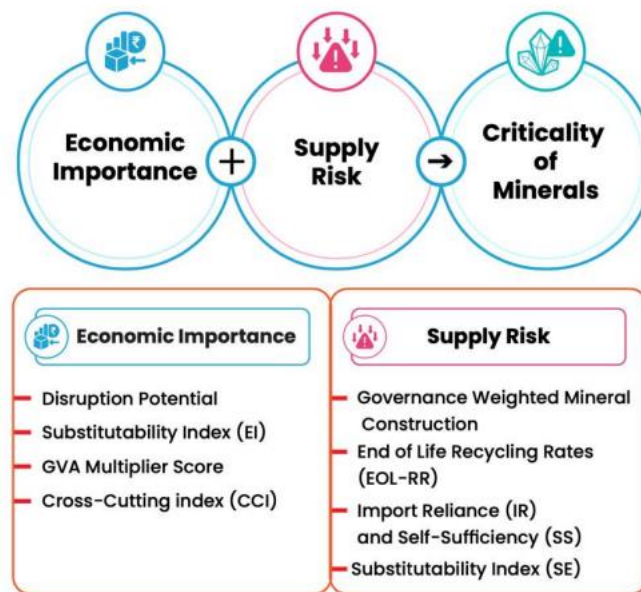 Economic
Importance
+
Supply
Risk
→
Criticality
of
Minerals
₹
Economic Importance
Disruption Potential
Substitutability Index (EI)
GVA Multiplier Score
Cross-Cutting index (CCI)
Supply Risk
Governance Weighted Mineral
Construction
End of Life Recycling Rates
(EOL-RR)
Import Reliance (IR)
and Self-Sufficiency (SS)
Substitutability Index (SE)